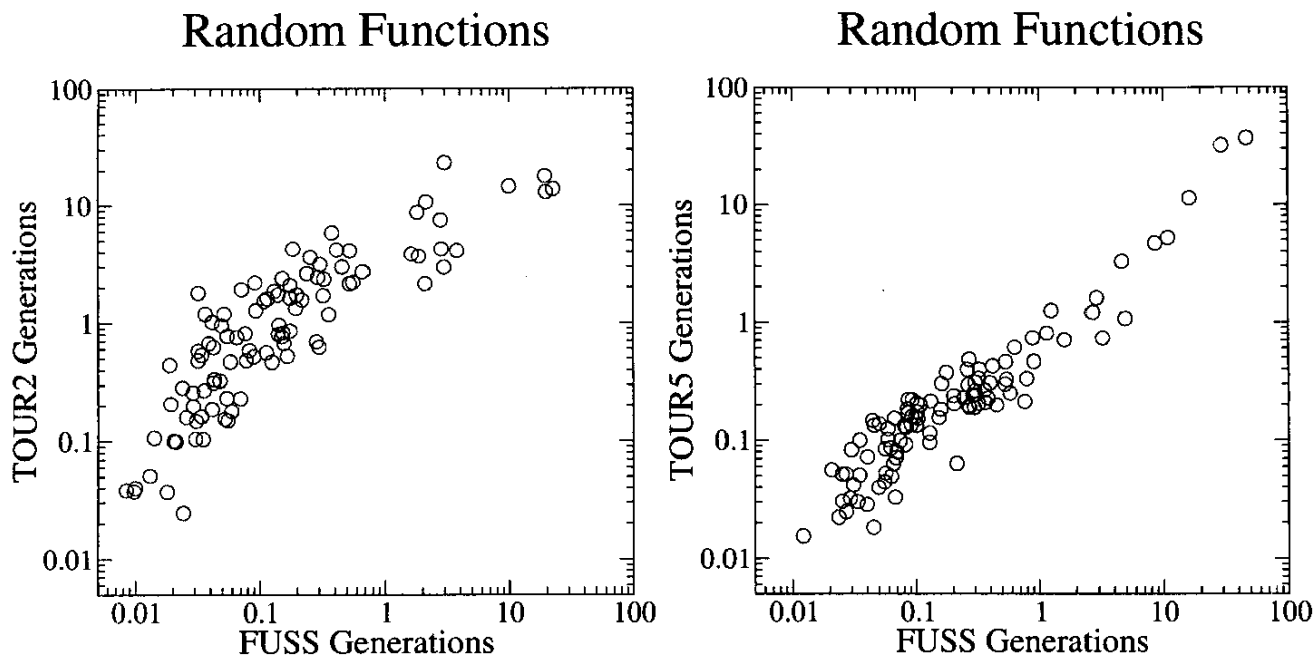 Random Functions
100
10
1
0.1
0.01
TOUR2 Generations
0.01 0.1 1 10 100
FUSS Generations
Random Functions
100
10
1
0.1
0.01
TOUR5 Generations
0.01 0.1 1 10 100
FUSS Generations